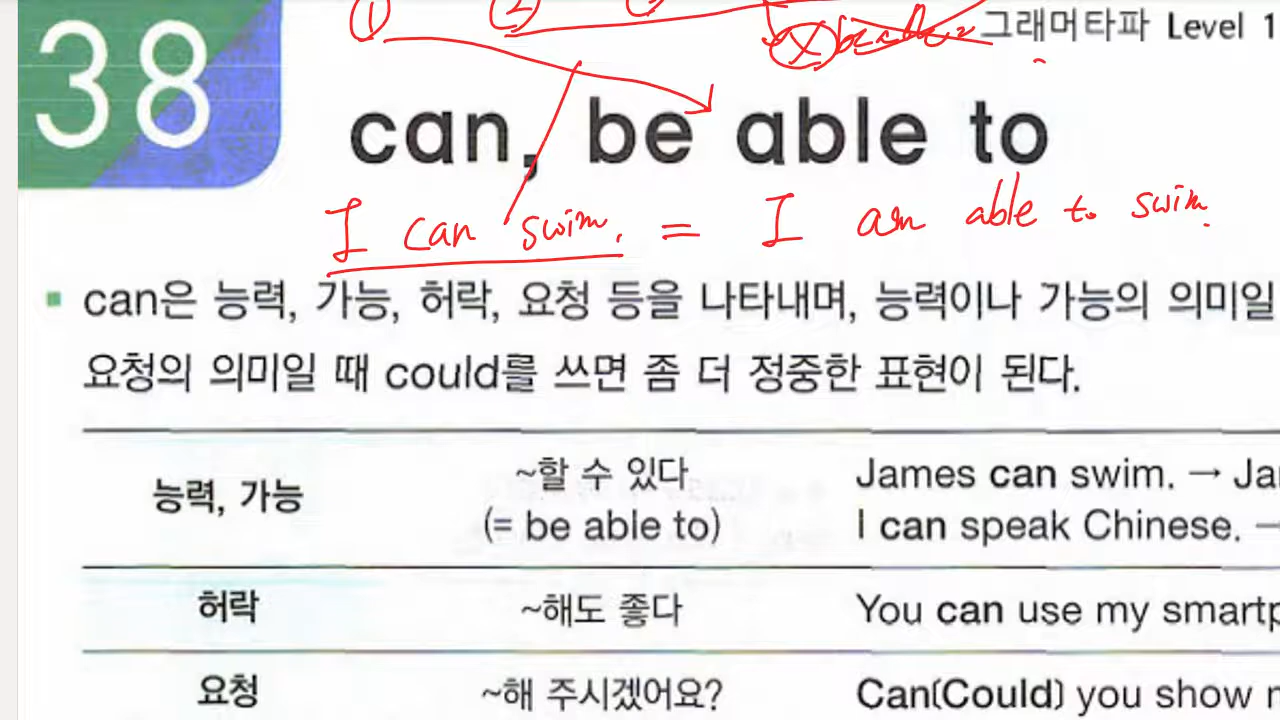 ① ② ③
그래머타파 Level 1
38
can, be able to
I can swim. = I am able to swim.
can은 능력, 가능, 허락, 요청 등을 나타내며, 능력이나 가능의 의미일
요청의 의미일 때 could를 쓰면 좀 더 정중한 표현이 된다.
능력, 가능
~할 수 있다
(= be able to)
James can swim. →
I can speak Chinese.
허락
~해도 좋다
You can use my
요청
~해 주시겠어요?
Can(Could) you show